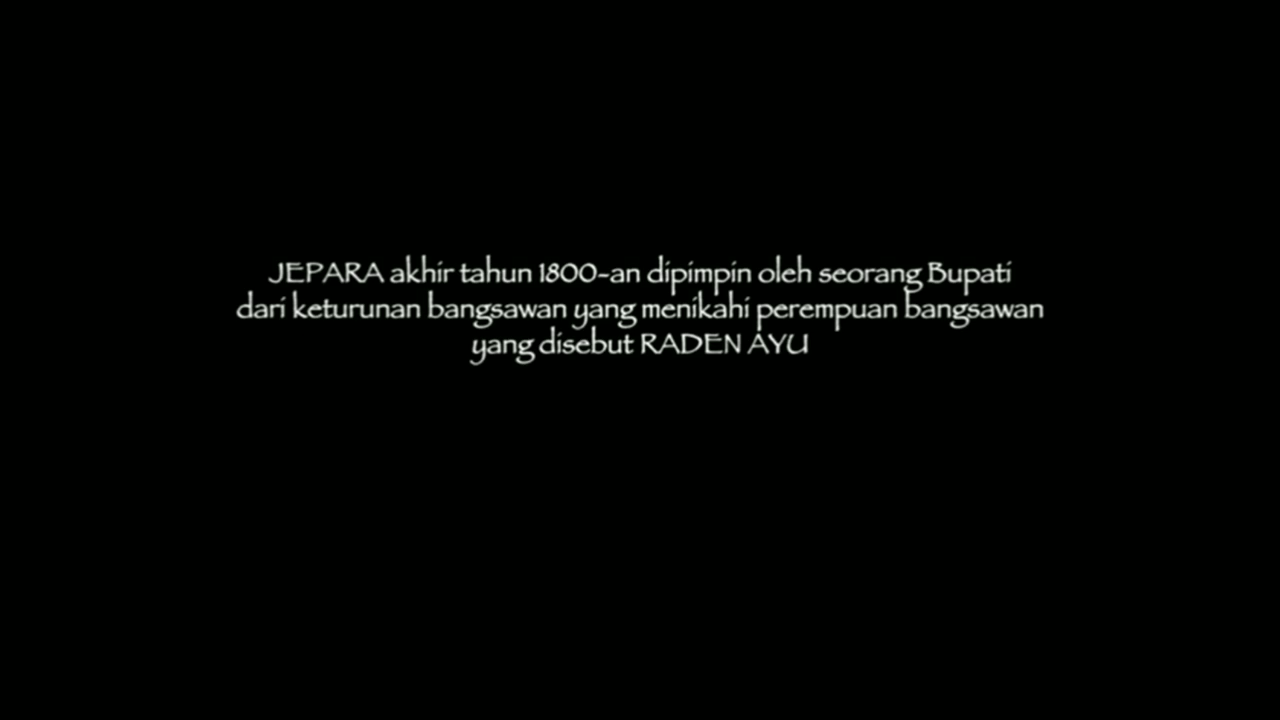 JEPARA akhir tahun 1800-an dipimpin oleh seorang Bupati
dari keturunan bangsawan yang menikahi perempuan bangsawan
yang disebut RADEN AYU